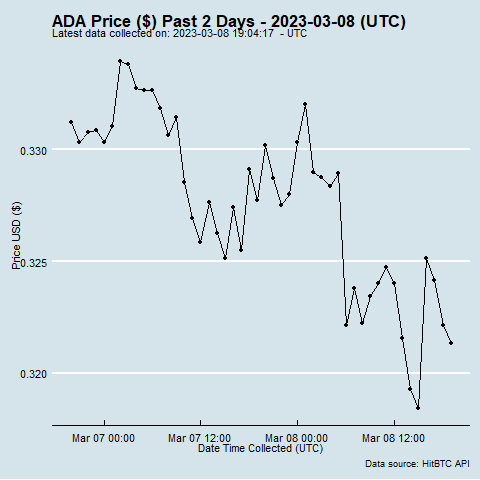 ADA Price ($) Past 2 Days - 2023-03-08 (UTC)
Latest data collected on: 2023-03-08 19:04:17  - UTC
0.330
0.325
0.320
Price USD ($)
Mar 07 00:00
Mar 07 12:00
Mar 08 00:00
Mar 08 12:00
Date Time Collected (UTC)
Data source: HitBTC API